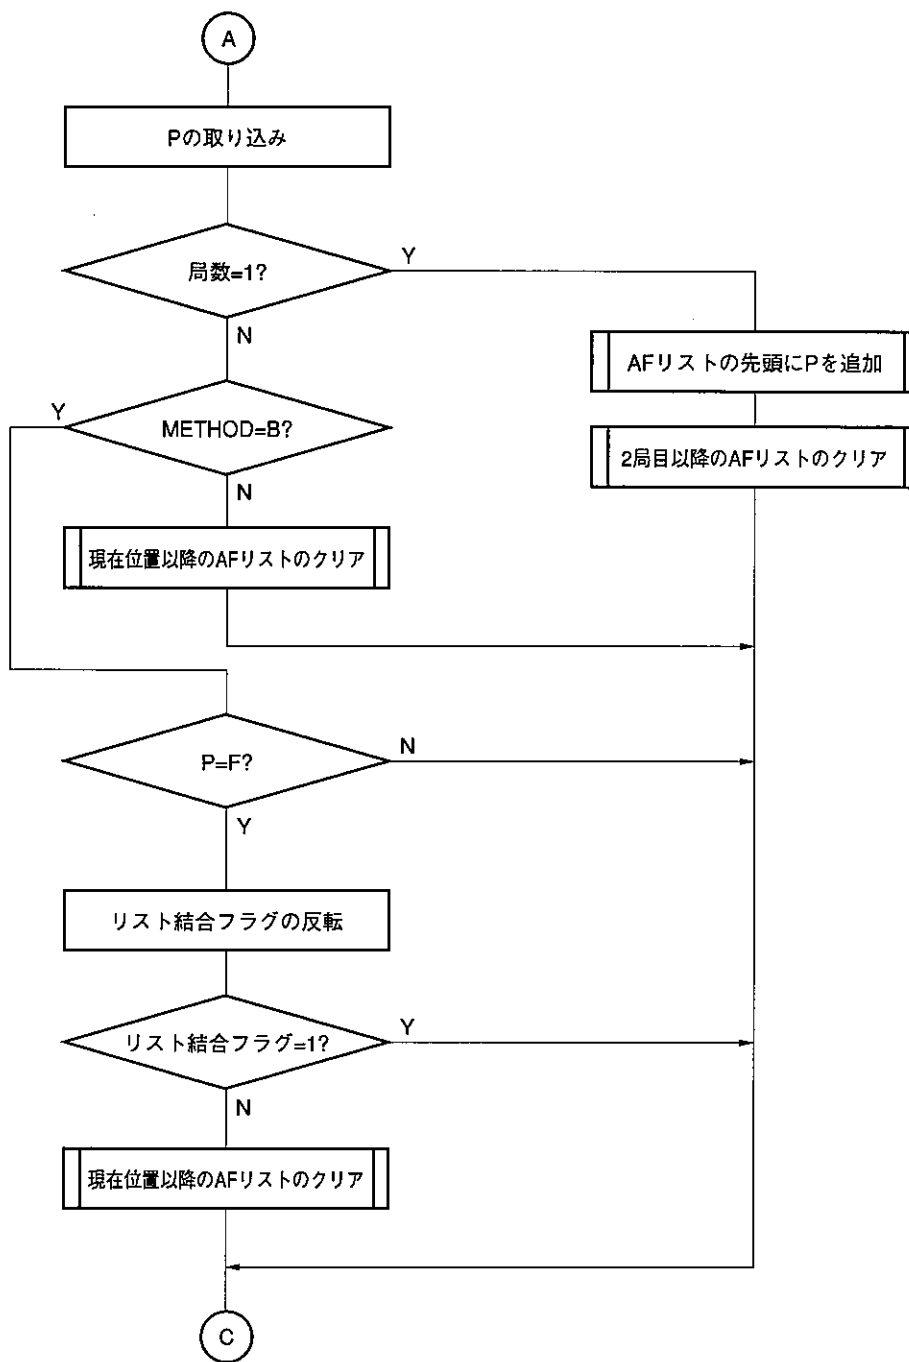 A
Pの取り込み
局数=1?
Y
N
AFリストの先頭にPを追加
METHOD=B?
Y
N
2局目以降のAFリストのクリア
現在位置以降のAFリストのクリア
P=F?
N
Y
リスト結合フラグの反転
リスト結合フラグ=1?
Y
N
現在位置以降のAFリストのクリア
C